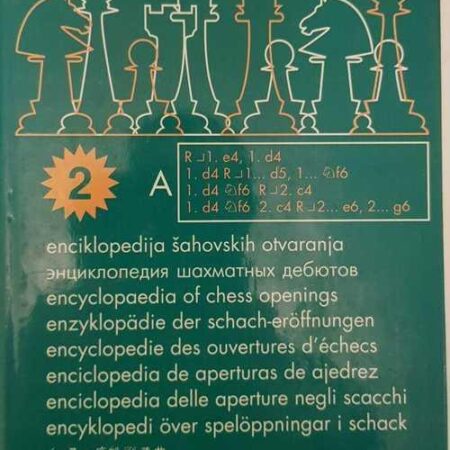 2
A
R⌐1. e4, 1. d4
1. d4 R⌐1... d5, 1... ♘f6
1. d4 ♘f6 R⌐2. c4
1. d4 ♘f6 2. c4 R⌐2... e6, 2... g6
enciklopedija šahovskih otvaranja
энциклопедия шахматных дебютов
encyclopaedia of chess openings
enzyklopädie der schach-eröffnungen
encyclopedie des ouvertures d'échecs
enciclopedia de aperturas de ajedrez
enciclopedia delle aperture negli scacchi
encyklopedi över spelöppningar i schack